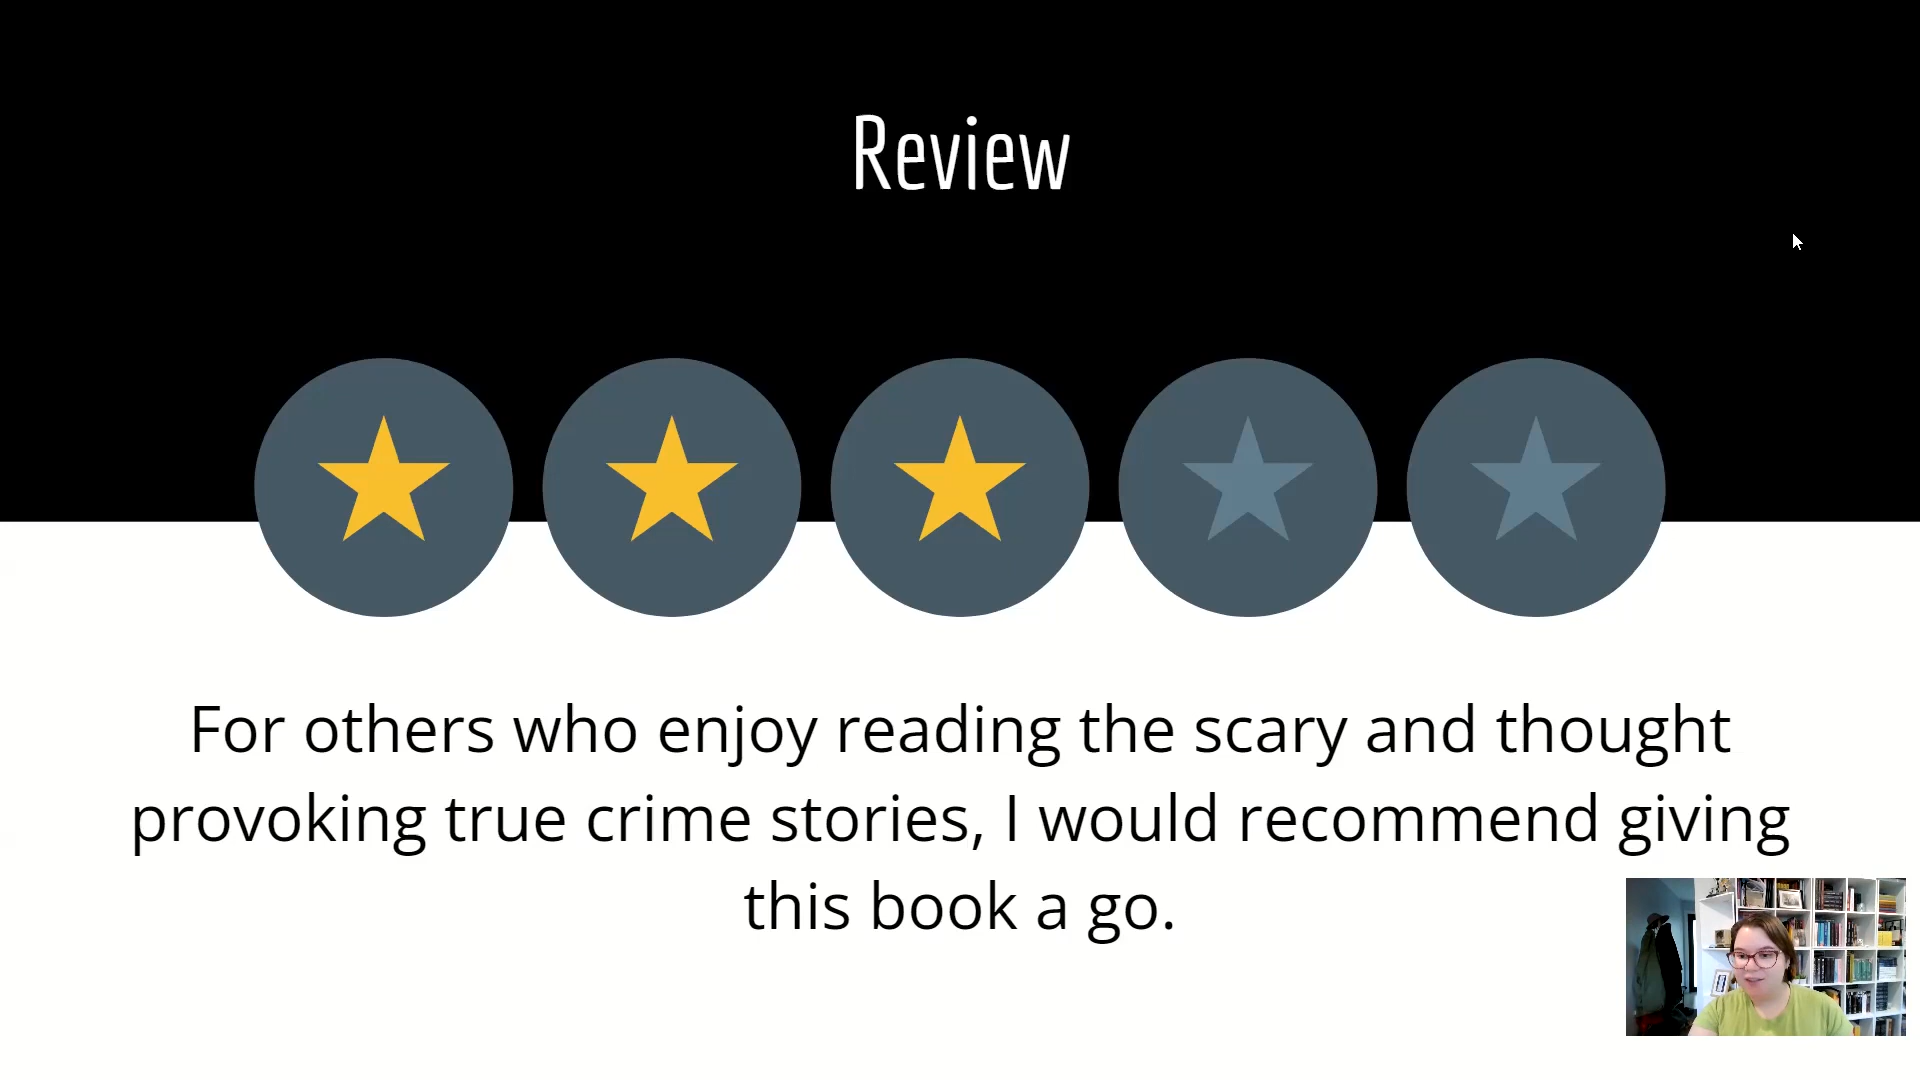 Review
For others who enjoy reading the scary and thought
provoking true crime stories, I would recommend giving
this book a go.